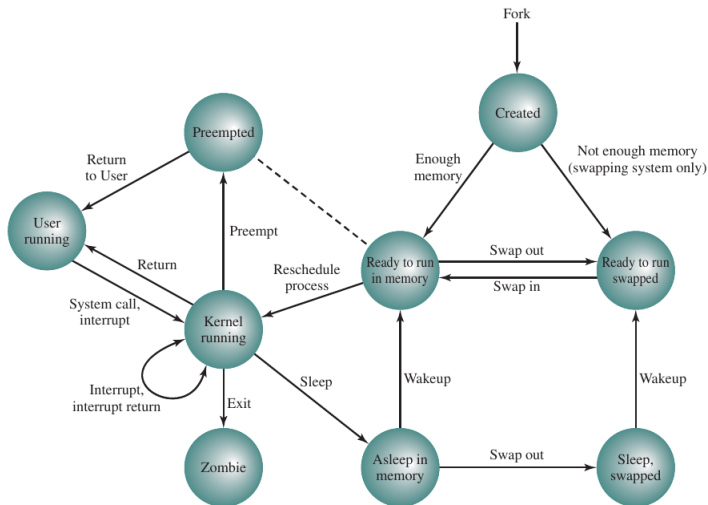 Fork
Created
Preempted
Not enough memory
(swapping system only)
Enough
memory
Return
to User
User
running
Preempt
Return
Reschedule
process
Ready to run
in memory
Swap out
Swap in
Ready to run
swapped
System call,
interrupt
Kernel
running
Interrupt,
interrupt return
Sleep
Wakeup
Wakeup
Exit
Zombie
Asleep in
memory
Swap out
Sleep,
swapped